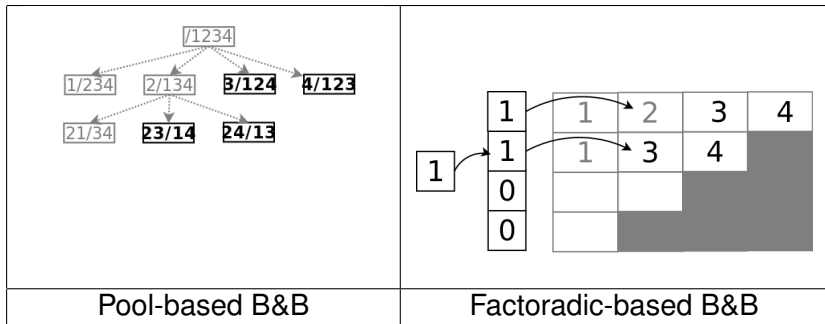 /1234
1/234 2/134 3/124 4/123
21/34 23/14 24/13
1 1 2 3 4
1 1 1 3 4
0
0
Pool-based B&B Factoradic-based B&B